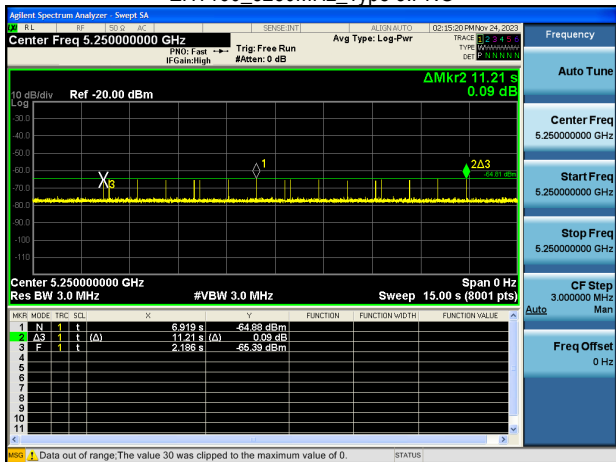 Agilent Spectrum Analyzer - Swept SA
RL RF 50 Ω AC SENSE:INT ALIGN AUTO 02:15:20 PM Nov 24, 2023
Center Freq 5.250000000 GHz
PNO: Fast Trig: Free Run
IFGain:High #Atten: 0 dB
Avg Type: Log-Pwr
TRACE 1 2 3 4 5 6
TYPE
DET P N N N N N
ΔMkr2 11.21 s
0.09 dB
10 dB/div Ref -20.00 dBm
Log
-30.0
-40.0
-50.0
-60.0
-70.0
-80.0
-90.0
-100
-110
1
2Δ3
-64.61 dBm
X3
Center 5.250000000 GHz Span 0 Hz
Res BW 3.0 MHz #VBW 3.0 MHz Sweep 15.00 s (8001 pts)
MKR MODE TRC SCL X Y FUNCTION FUNCTION WIDTH FUNCTION VALUE
1 N 1 t 6.919 s -64.88 dBm
2 Δ3 1 t (Δ) 11.21 s (Δ) 0.09 dB
3 F 1 t 2.186 s -65.39 dBm
4
5
6
7
8
9
10
11
MSG Data out of range;The value 30 was clipped to the maximum value of 0. STATUS
Frequency
Auto Tune
Center Freq
5.250000000 GHz
Start Freq
5.250000000 GHz
Stop Freq
5.250000000 GHz
CF Step
3.000000 MHz
Auto Man
Freq Offset
0 Hz